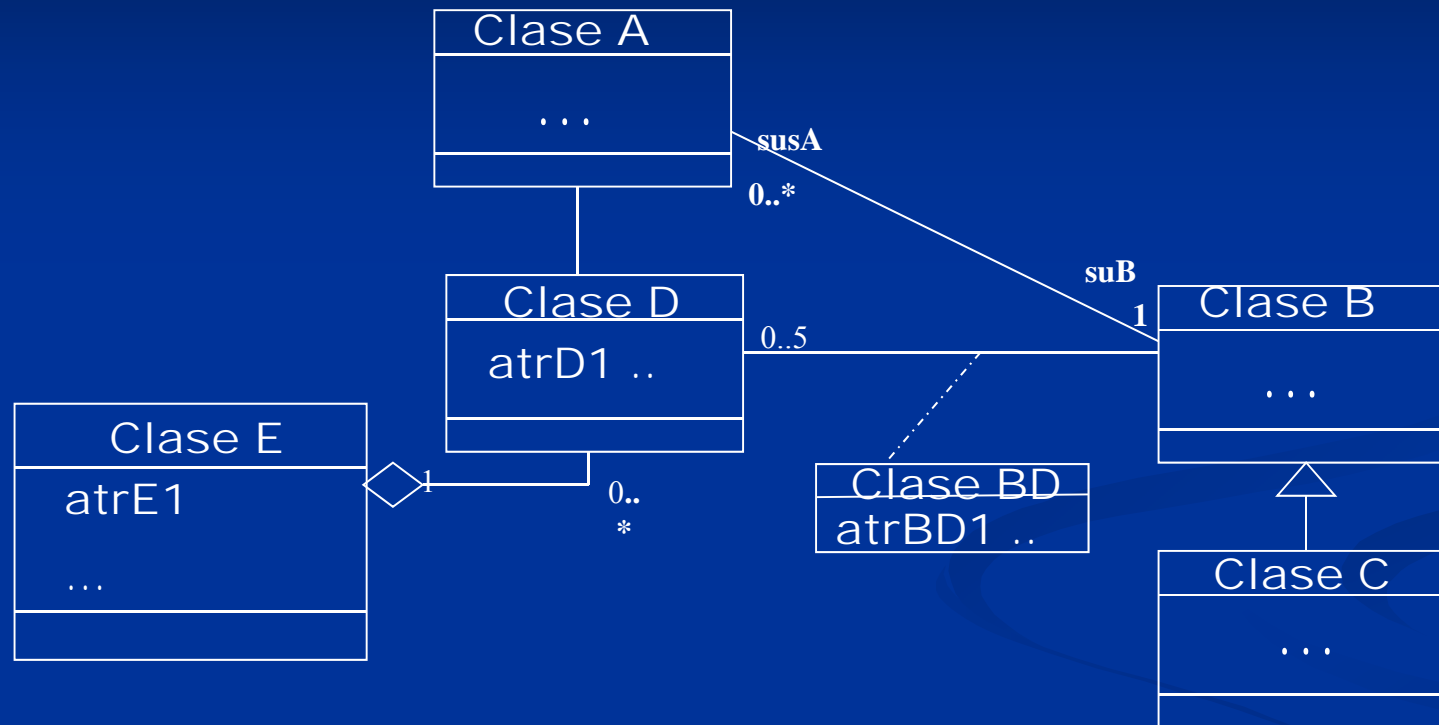 Clase A
...
susA
0..*
suB
1
Clase B
...
Clase D
atrD1 ..
0..5
Clase E
atrE1
...
1
0..
*
Clase BD
atrBD1 ..
Clase C
...